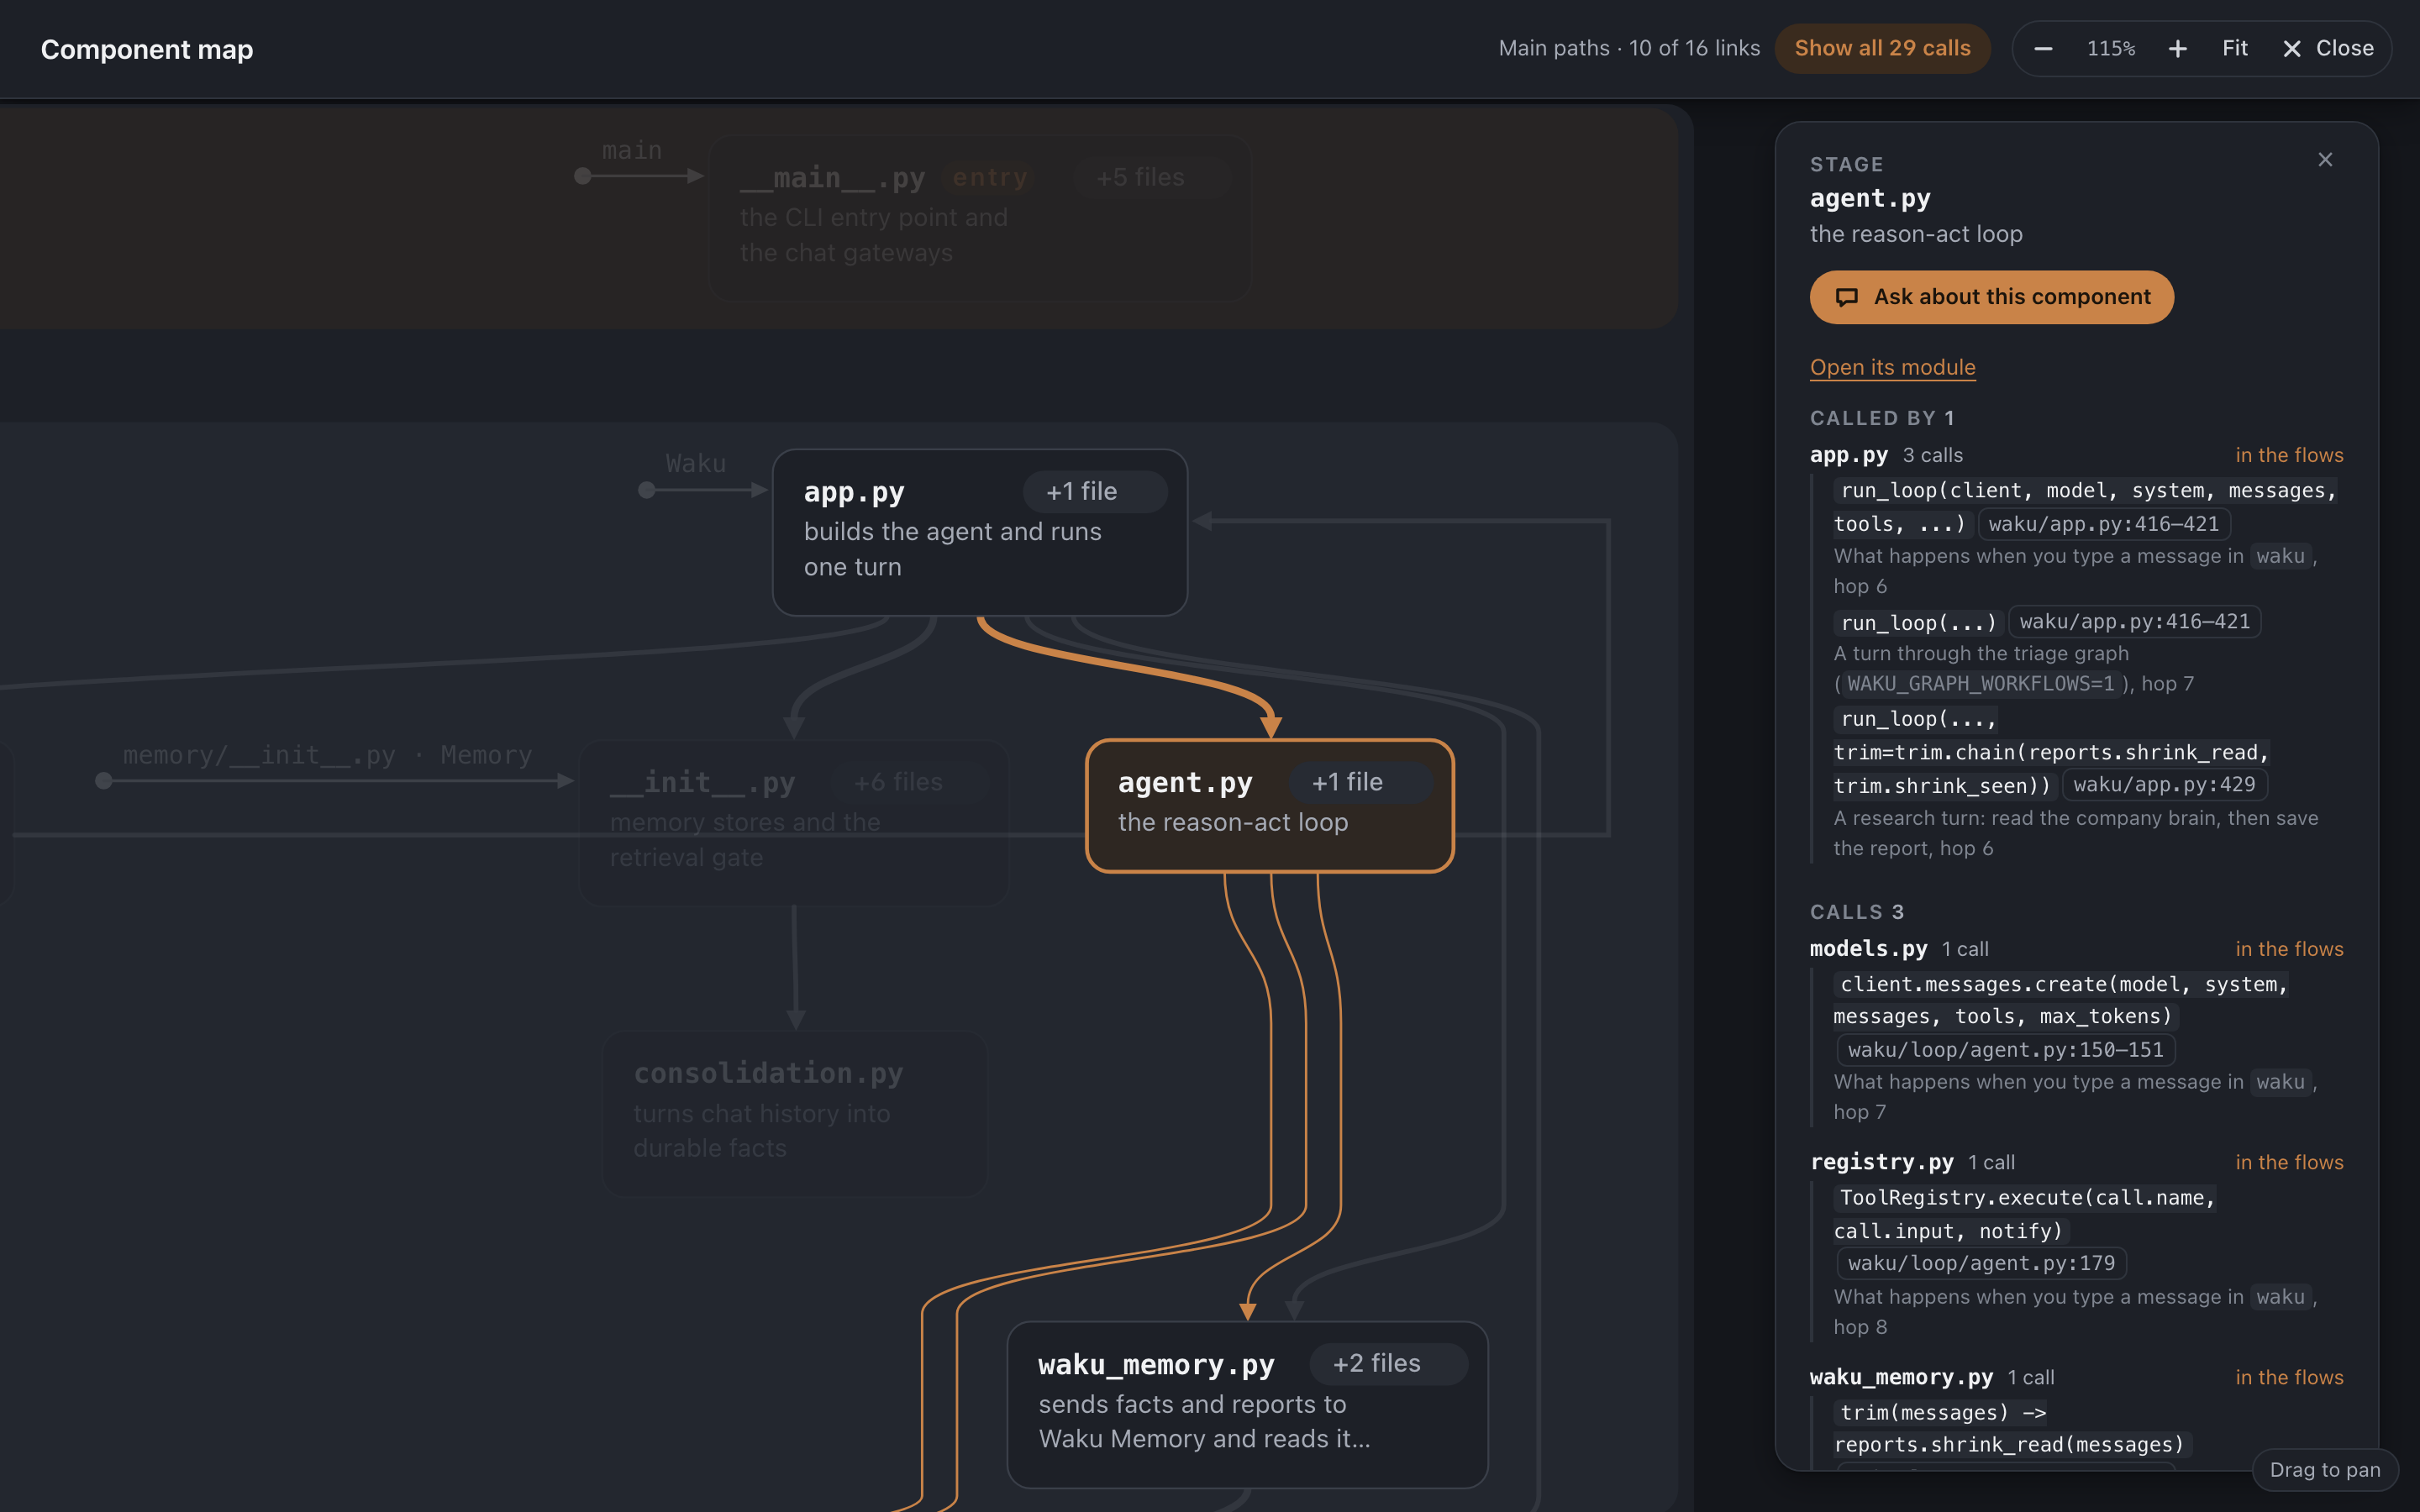 Component map
Main paths · 10 of 16 links
Show all 29 calls
115%
Fit
Close
main
__main__.py entry +5 files
the CLI entry point and
the chat gateways
Waku
app.py +1 file
builds the agent and runs
one turn
memory/__init__.py · Memory
__init__.py +6 files
memory stores and the
retrieval gate
agent.py +1 file
the reason-act loop
consolidation.py
turns chat history into
durable facts
waku_memory.py +2 files
sends facts and reports to
Waku Memory and reads it...
STAGE
agent.py
the reason-act loop
Ask about this component
Open its module
CALLED BY 1
app.py 3 calls in the flows
run_loop(client, model, system, messages,
tools, ...) waku/app.py:416–421
What happens when you type a message in waku,
hop 6
run_loop(...) waku/app.py:416–421
A turn through the triage graph
(WAKU_GRAPH_WORKFLOWS=1), hop 7
run_loop(...,
trim=trim.chain(reports.shrink_read,
trim.shrink_seen)) waku/app.py:429
A research turn: read the company brain, then save
the report, hop 6
CALLS 3
models.py 1 call in the flows
client.messages.create(model, system,
messages, tools, max_tokens)
waku/loop/agent.py:150–151
What happens when you type a message in waku,
hop 7
registry.py 1 call in the flows
ToolRegistry.execute(call.name,
call.input, notify)
waku/loop/agent.py:179
What happens when you type a message in waku,
hop 8
waku_memory.py 1 call in the flows
trim(messages) ->
reports.shrink_read(messages)
Drag to pan